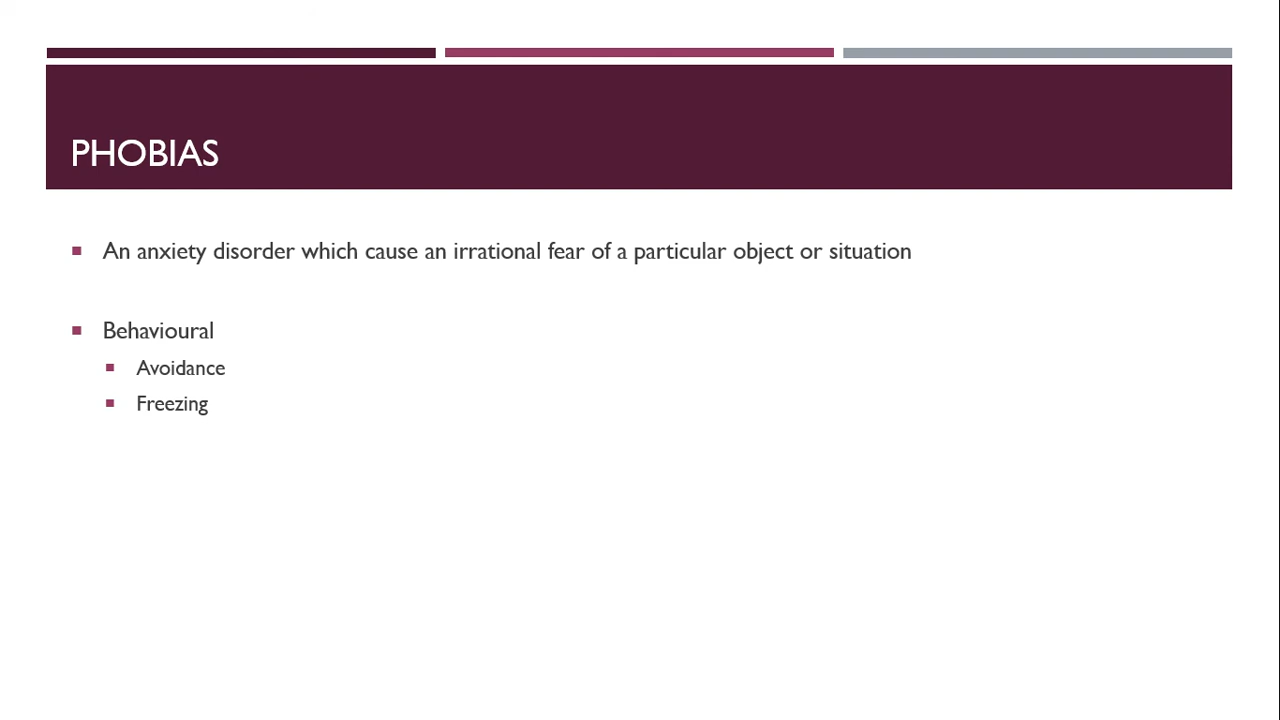 PHOBIAS
An anxiety disorder which cause an irrational fear of a particular object or situation
Behavioural
Avoidance
Freezing